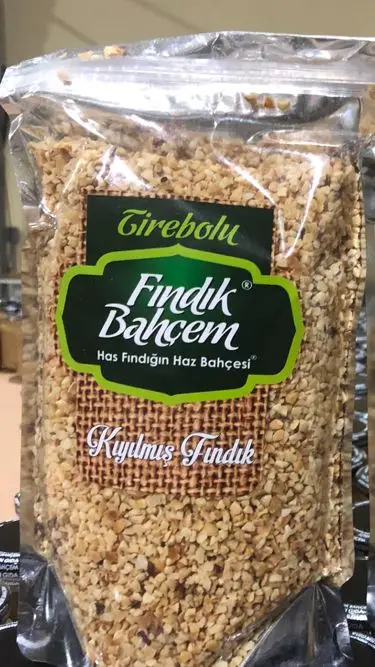 Tirebolu
Fındık ®
Bahçem
Has Fındığın Haz Bahçesi®
Kıyılmış Fındık